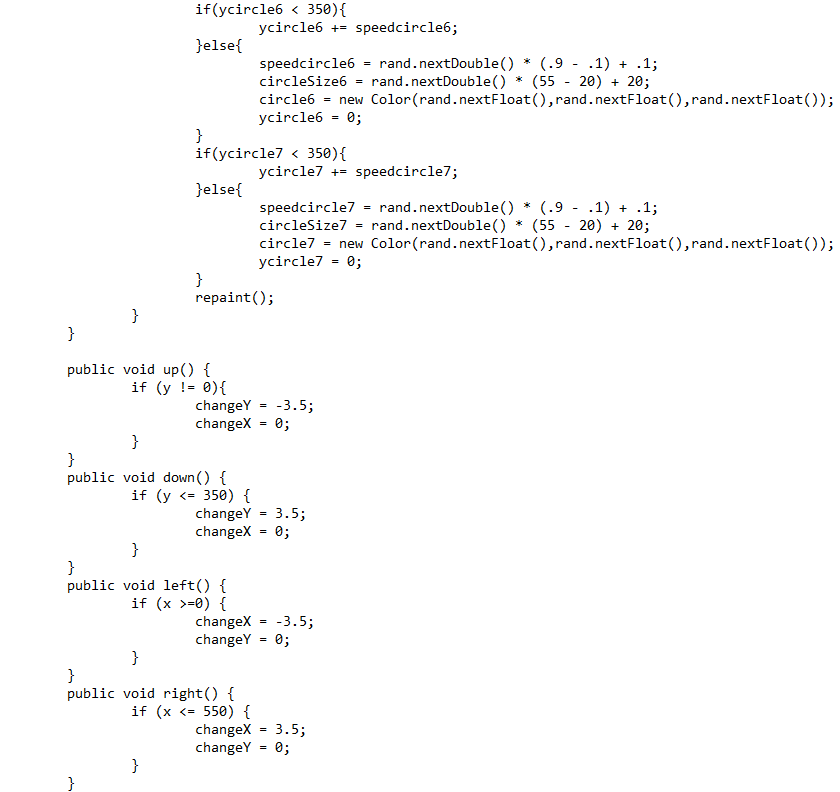 if(ycircle6 < 350){
ycircle6 += speedcircle6;
}else{
speedcircle6 = rand.nextDouble() * (.9 - .1) + .1;
circleSize6 = rand.nextDouble() * (55 - 20) + 20;
circle6 = new Color(rand.nextFloat(),rand.nextFloat(),rand.nextFloat());
ycircle6 = 0;
}
if(ycircle7 < 350){
ycircle7 += speedcircle7;
}else{
speedcircle7 = rand.nextDouble() * (.9 - .1) + .1;
circleSize7 = rand.nextDouble() * (55 - 20) + 20;
circle7 = new Color(rand.nextFloat(),rand.nextFloat(),rand.nextFloat());
ycircle7 = 0;
}
repaint();
}
}
public void up() {
if (y != 0){
changeY = -3.5;
changeX = 0;
}
}
public void down() {
if (y <= 350) {
changeY = 3.5;
changeX = 0;
}
}
public void left() {
if (x >=0) {
changeX = -3.5;
changeY = 0;
}
}
public void right() {
if (x <= 550) {
changeX = 3.5;
changeY = 0;
}
}